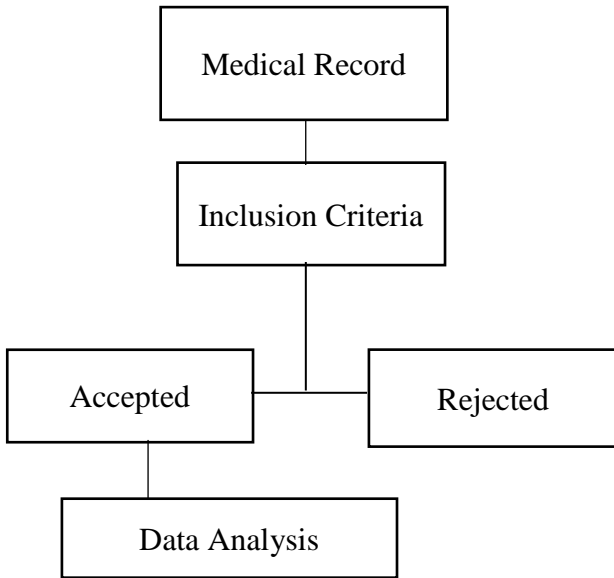 Medical Record
Inclusion Criteria
Accepted
Rejected
Data Analysis